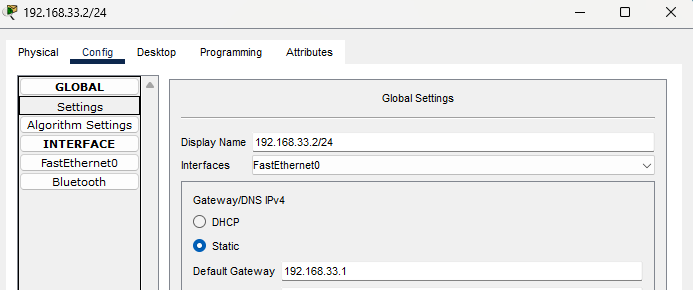 192.168.33.2/24
Physical Config Desktop Programming Attributes
GLOBAL
Settings
Algorithm Settings
INTERFACE
FastEthernet0
Bluetooth
Global Settings
Display Name 192.168.33.2/24
Interfaces FastEthernet0
Gateway/DNS IPv4
DHCP
Static
Default Gateway 192.168.33.1